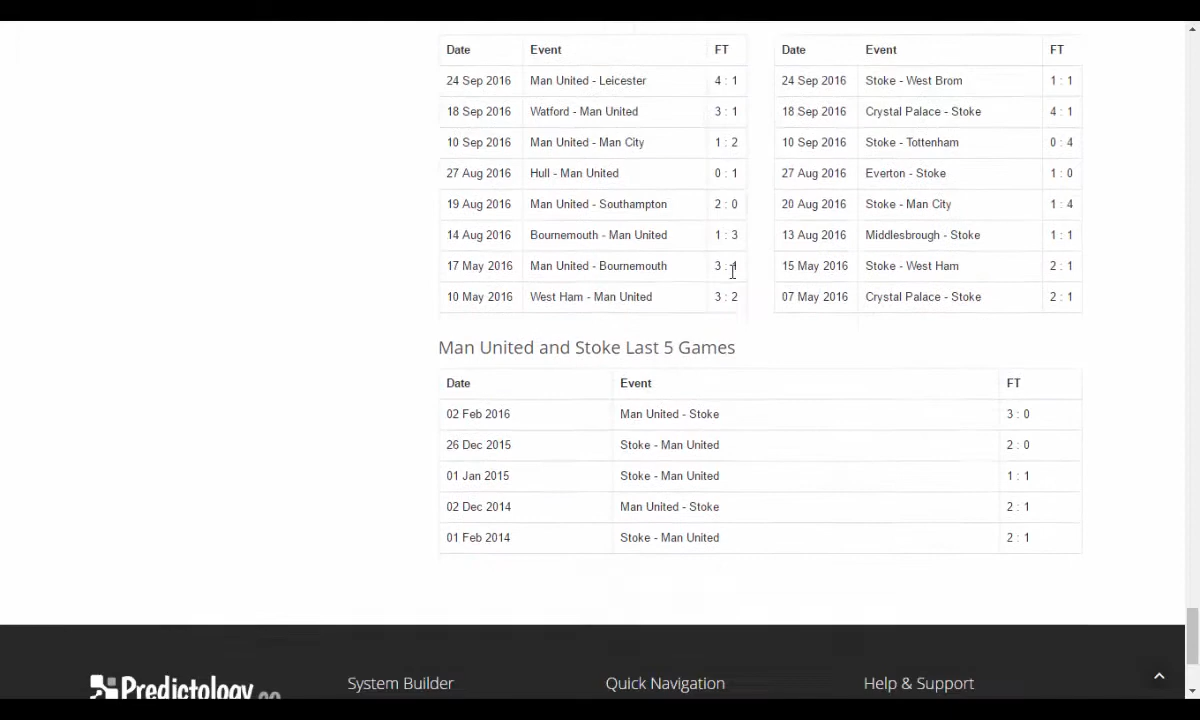 Date Event FT
24 Sep 2016 Man United - Leicester 4 : 1
18 Sep 2016 Watford - Man United 3 : 1
10 Sep 2016 Man United - Man City 1 : 2
27 Aug 2016 Hull - Man United 0 : 1
19 Aug 2016 Man United - Southampton 2 : 0
14 Aug 2016 Bournemouth - Man United 1 : 3
17 May 2016 Man United - Bournemouth 3 : 1
10 May 2016 West Ham - Man United 3 : 2
Date Event FT
24 Sep 2016 Stoke - West Brom 1 : 1
18 Sep 2016 Crystal Palace - Stoke 4 : 1
10 Sep 2016 Stoke - Tottenham 0 : 4
27 Aug 2016 Everton - Stoke 1 : 0
20 Aug 2016 Stoke - Man City 1 : 4
13 Aug 2016 Middlesbrough - Stoke 1 : 1
15 May 2016 Stoke - West Ham 2 : 1
07 May 2016 Crystal Palace - Stoke 2 : 1
Man United and Stoke Last 5 Games
Date Event FT
02 Feb 2016 Man United - Stoke 3 : 0
26 Dec 2015 Stoke - Man United 2 : 0
01 Jan 2015 Stoke - Man United 1 : 1
02 Dec 2014 Man United - Stoke 2 : 1
01 Feb 2014 Stoke - Man United 2 : 1
Predictology System Builder Quick Navigation Help & Support